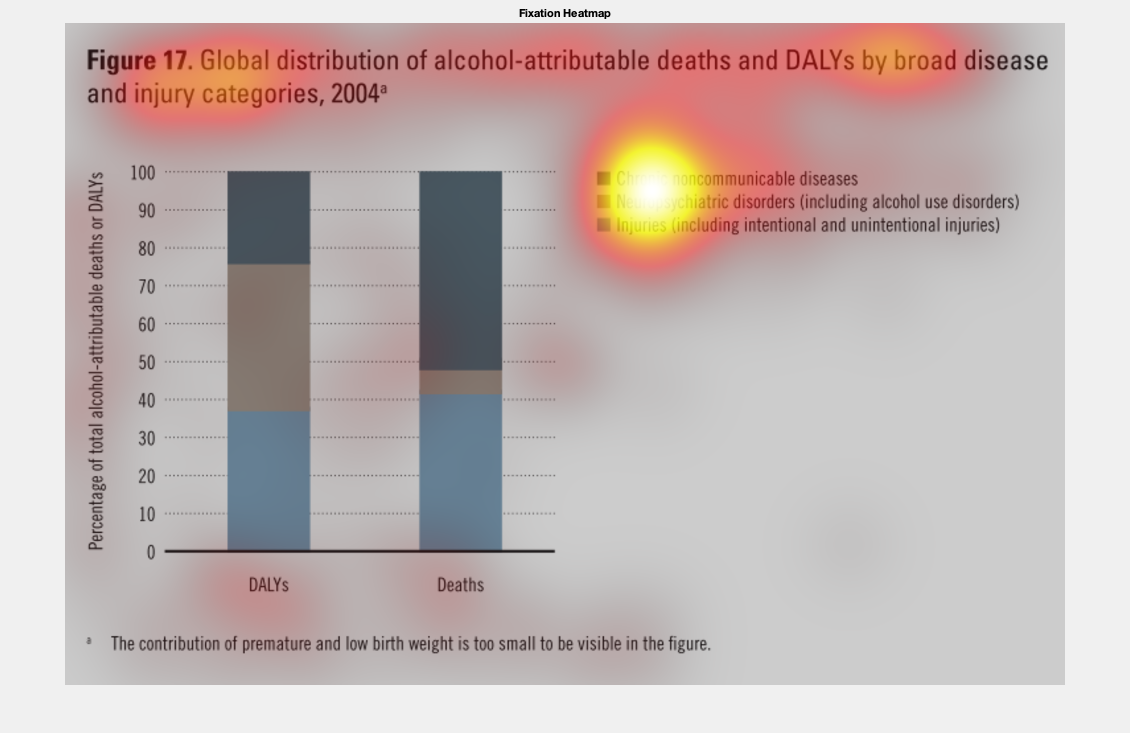 Fixation Heatmap
Figure 17. Global distribution of alcohol-attributable deaths and DALYs by broad disease
and injury categories, 2004ª
Percentage of total alcohol-attributable deaths or DALYs
100
90
80
70
60
50
40
30
20
10
0
DALYs
Deaths
Chronic noncommunicable diseases
Neuropsychiatric disorders (including alcohol use disorders)
Injuries (including intentional and unintentional injuries)
ª The contribution of premature and low birth weight is too small to be visible in the figure.